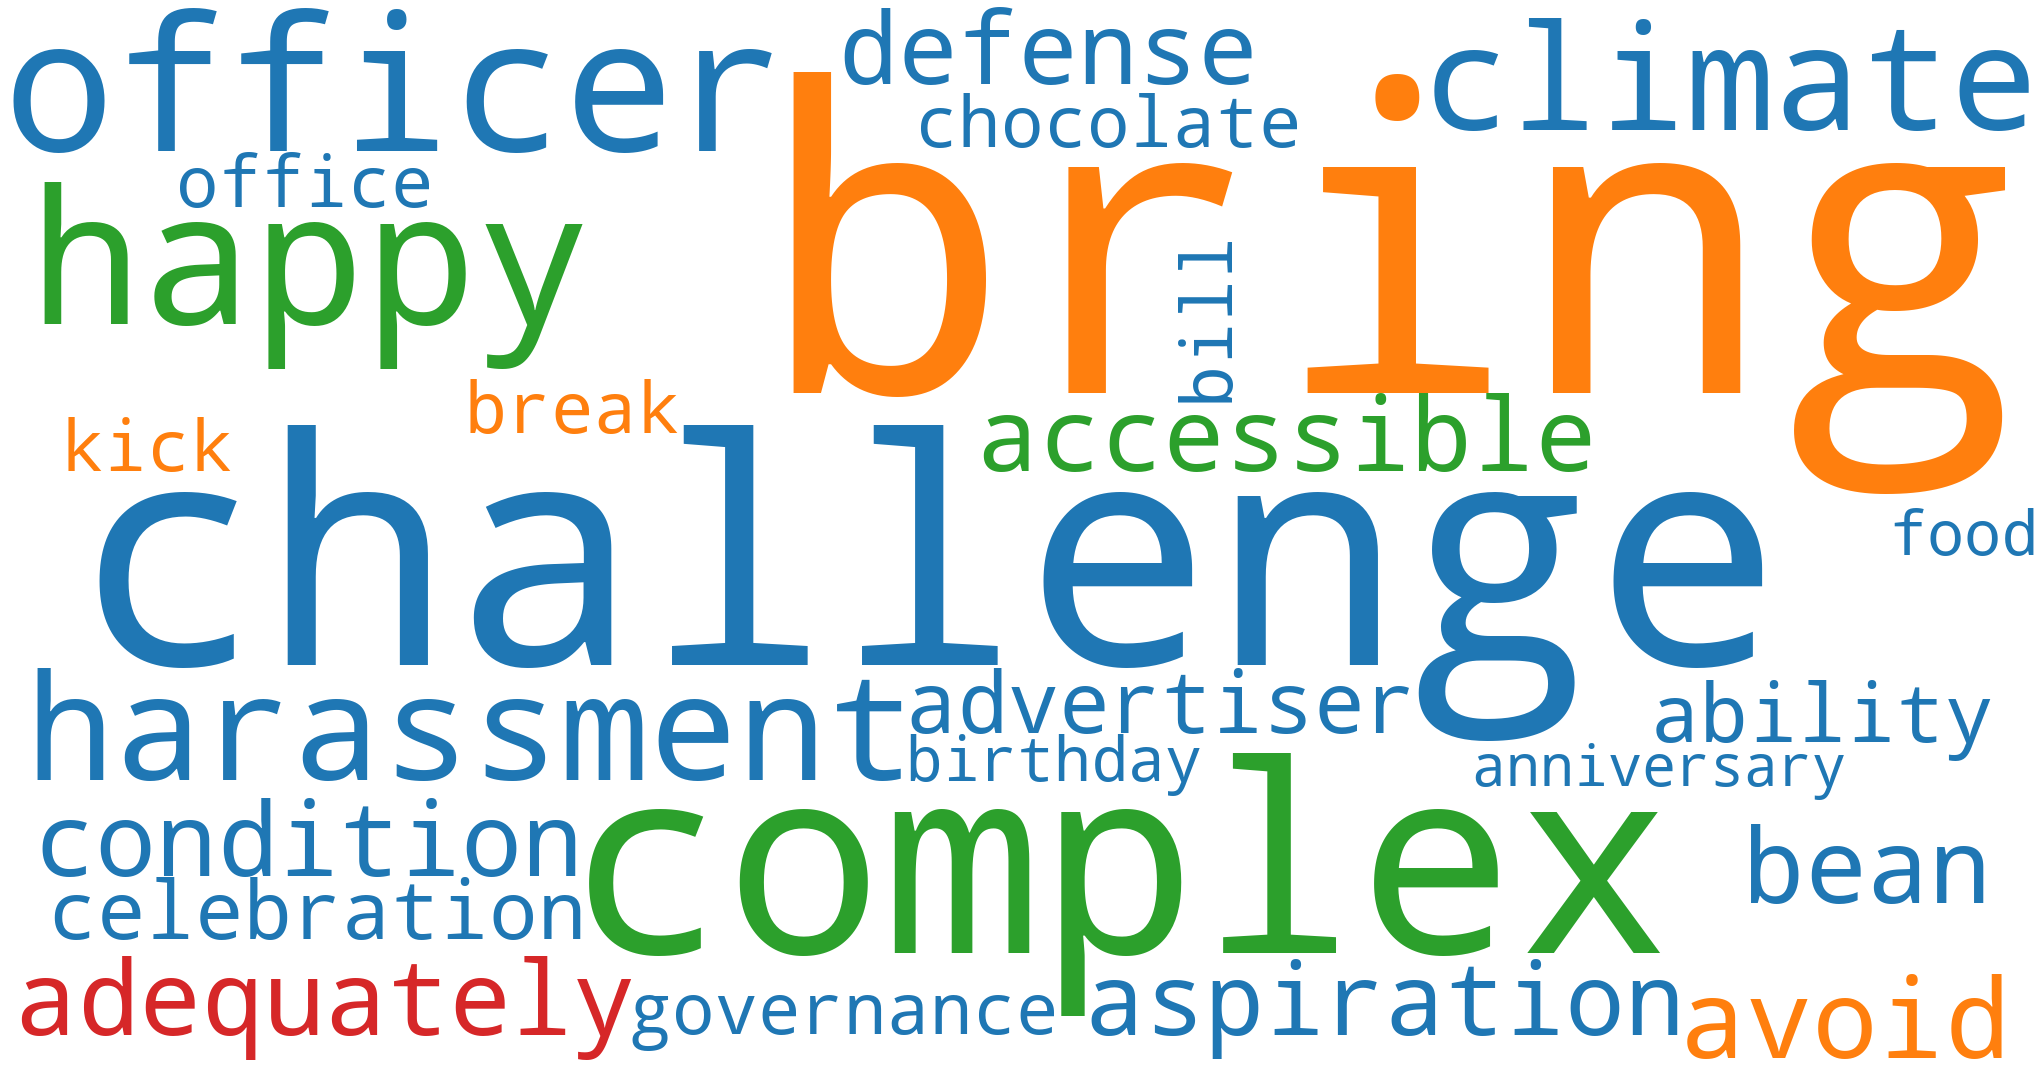 officer
defense
climate
chocolate
bring
office
happy
bill
break
accessible
kick
challenge
food
harassment
advertiser
ability
birthday
anniversary
complex
condition
bean
celebration
adequately
governance
aspiration
avoid